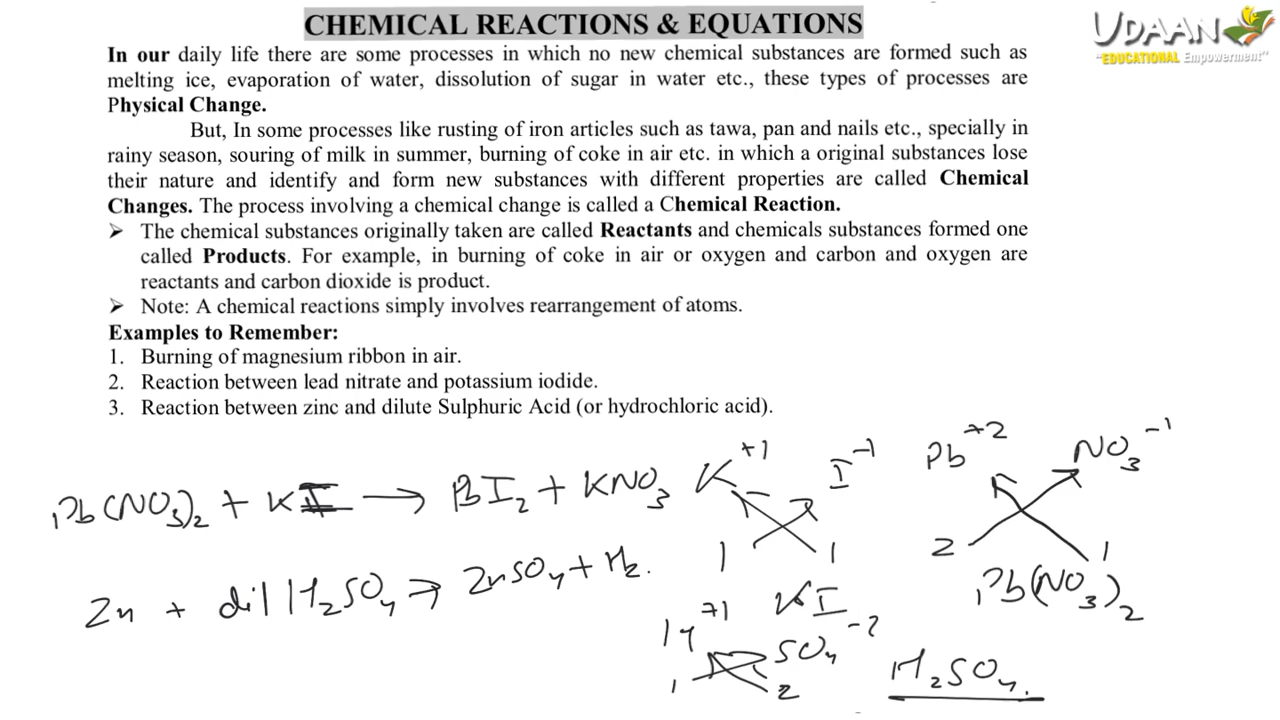 CHEMICAL REACTIONS & EQUATIONS
UDAAN
"EDUCATIONAL Empowerment"
In our daily life there are some processes in which no new chemical substances are formed such as
melting ice, evaporation of water, dissolution of sugar in water etc., these types of processes are
Physical Change.
But, In some processes like rusting of iron articles such as tawa, pan and nails etc., specially in
rainy season, souring of milk in summer, burning of coke in air etc. in which a original substances lose
their nature and identify and form new substances with different properties are called Chemical
Changes. The process involving a chemical change is called a Chemical Reaction.
➢ The chemical substances originally taken are called Reactants and chemicals substances formed one
called Products. For example, in burning of coke in air or oxygen and carbon and oxygen are
reactants and carbon dioxide is product.
➢ Note: A chemical reactions simply involves rearrangement of atoms.
Examples to Remember:
1. Burning of magnesium ribbon in air.
2. Reaction between lead nitrate and potassium iodide.
3. Reaction between zinc and dilute Sulphuric Acid (or hydrochloric acid).
Pb(NO₃)₂ + KI → PbI₂ + KNO₃
Zn + dil H₂SO₄ → ZnSO₄ + H₂.
K⁺¹ I⁻¹
1 1
KI
Pb⁺² NO₃⁻¹
2 1
Pb(NO₃)₂
H⁺¹ SO₄⁻²
1 2
H₂SO₄.